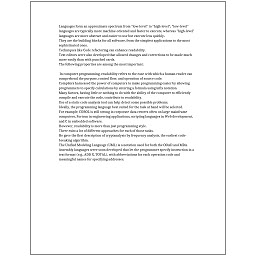 Languages form an approximate spectrum from "low-level" to "high-level"; "low-level"
languages are typically more machine-oriented and faster to execute, whereas "high-level"
languages are more abstract and easier to use but execute less quickly.
They are the building blocks for all software, from the simplest applications to the most
sophisticated ones.
Techniques like Code refactoring can enhance readability.
Text editors were also developed that allowed changes and corrections to be made much
more easily than with punched cards.
The following properties are among the most important.
In computer programming, readability refers to the ease with which a human reader can
comprehend the purpose, control flow, and operation of source code.
Compilers harnessed the power of computers to make programming easier by allowing
programmers to specify calculations by entering a formula using infix notation.
Many factors, having little or nothing to do with the ability of the computer to efficiently
compile and execute the code, contribute to readability.
Use of a static code analysis tool can help detect some possible problems.
Ideally, the programming language best suited for the task at hand will be selected.
For example, COBOL is still strong in corporate data centers often on large mainframe
computers, Fortran in engineering applications, scripting languages in Web development,
and C in embedded software.
However, readability is more than just programming style.
There exist a lot of different approaches for each of those tasks.
He gave the first description of cryptanalysis by frequency analysis, the earliest
code-breaking algorithm.
The Unified Modeling Language (UML) is a notation used for both the OOAD and MDA.
Assembly languages were soon developed that let the programmer specify instruction in a
text format (e.g., ADD X, TOTAL), with abbreviations for each operation code and
meaningful names for specifying addresses.